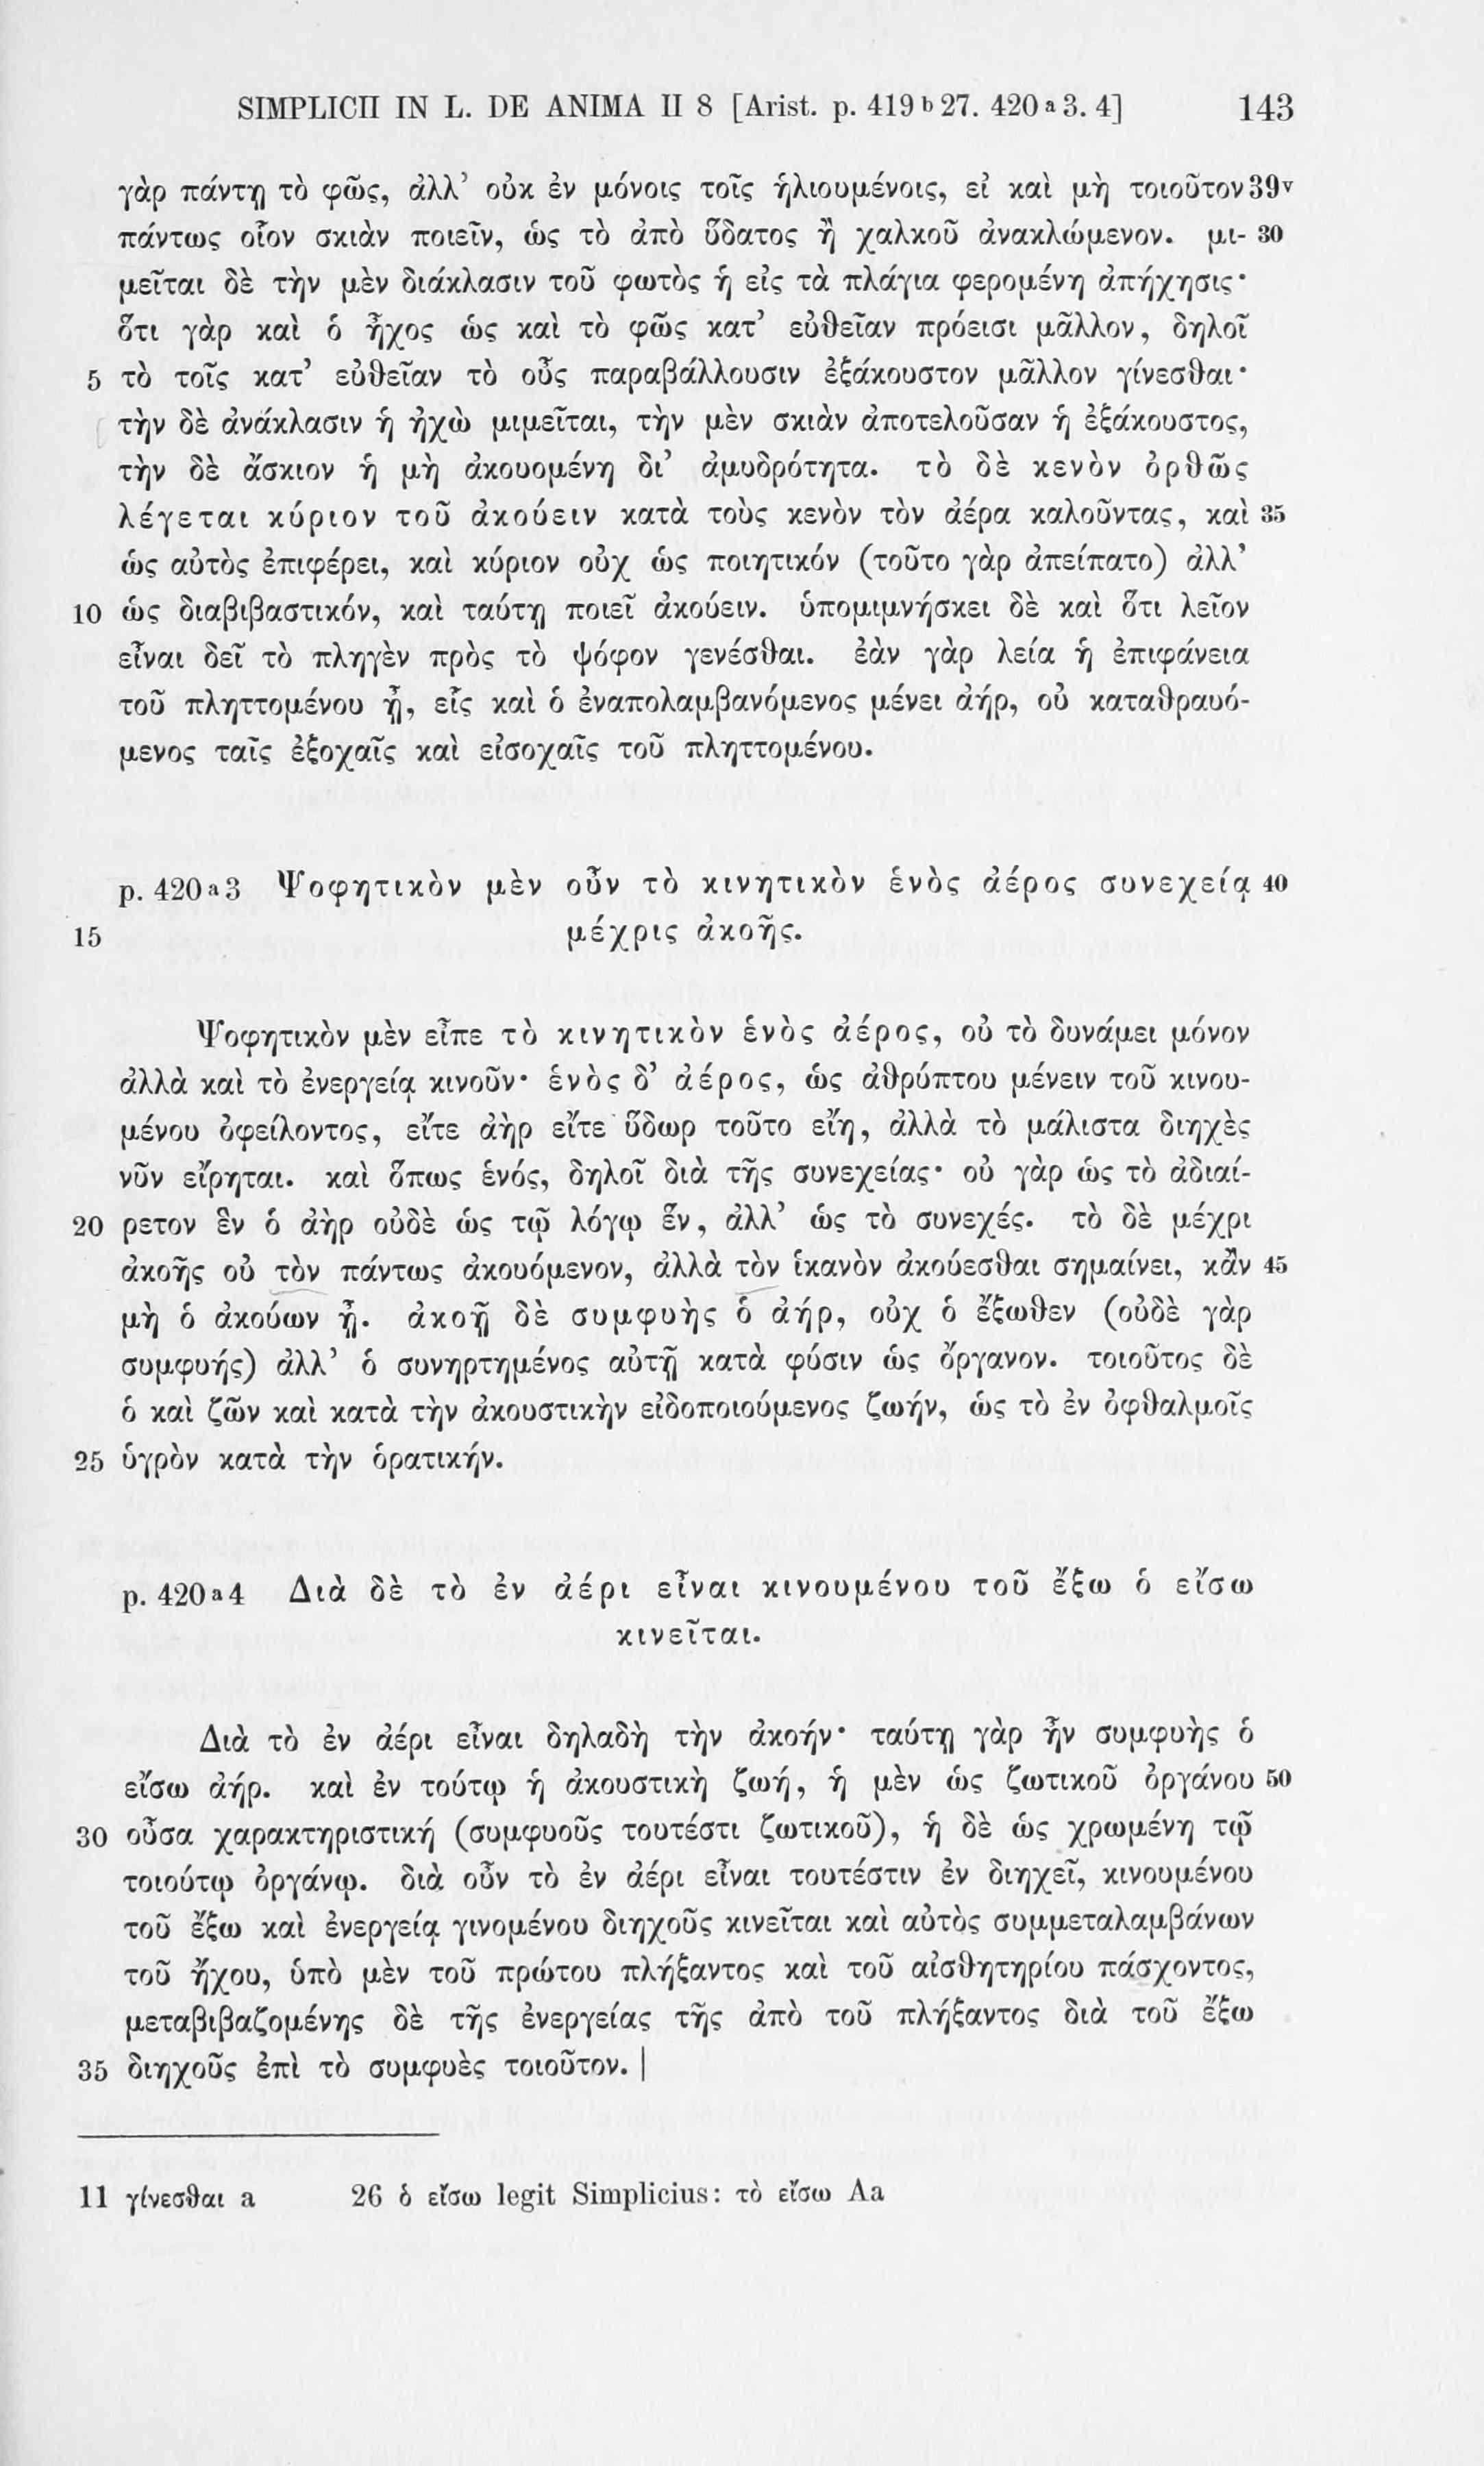 SIMPLICII IN L. DE ANIMA II 8 [Arist. p. 419 b 27. 420 a 3. 4] 143
γὰρ πάντῃ τὸ φῶς, ἀλλ’ οὐκ ἐν μόνοις τοῖς ἡλιουμένοις, εἰ καὶ μὴ τοιοῦτον 39v
πάντως οἷον σκιὰν ποιεῖν, ὡς τὸ ἀπὸ ὕδατος ἢ χαλκοῦ ἀνακλώμενον. μι- 30
μεῖται δὲ τὴν μὲν διάκλασιν τοῦ φωτὸς ἡ εἰς τὰ πλάγια φερομένη ἀπήχησις·
ὅτι γὰρ καὶ ὁ ἦχος ὡς καὶ τὸ φῶς κατ’ εὐθεῖαν πρόεισι μᾶλλον, δηλοῖ
5 τὸ τοῖς κατ’ εὐθεῖαν τὸ οὖς παραβάλλουσιν ἐξάκουστον μᾶλλον γίνεσθαι·
τὴν δὲ ἀνάκλασιν ἡ ἠχὼ μιμεῖται, τὴν μὲν σκιὰν ἀποτελοῦσαν ἡ ἐξάκουστος,
τὴν δὲ ἄσκιον ἡ μὴ ἀκουομένη δι’ ἀμυδρότητα. τὸ δὲ κενὸν ὀρθῶς
λέγεται κύριον τοῦ ἀκούειν κατὰ τοὺς κενὸν τὸν ἀέρα καλοῦντας, καὶ 35
ὡς αὐτὸς ἐπιφέρει, καὶ κύριον οὐχ ὡς ποιητικόν (τοῦτο γὰρ ἀπείπατο) ἀλλ’
10 ὡς διαβιβαστικόν, καὶ ταύτῃ ποιεῖ ἀκούειν. ὑπομιμνήσκει δὲ καὶ ὅτι λεῖον
εἶναι δεῖ τὸ πληγὲν πρὸς τὸ ψόφον γενέσθαι. ἐὰν γὰρ λεία ἡ ἐπιφάνεια
τοῦ πληττομένου ᾖ, εἷς καὶ ὁ ἐναπολαμβανόμενος μένει ἀήρ, οὐ καταθραυό-
μενος ταῖς ἐξοχαῖς καὶ εἰσοχαῖς τοῦ πληττομένου.
p. 420 a 3 Ψοφητικὸν μὲν οὖν τὸ κινητικὸν ἑνὸς ἀέρος συνεχείᾳ 40
15 μέχρις ἀκοῆς.
Ψοφητικὸν μὲν εἶπε τὸ κινητικὸν ἑνὸς ἀέρος, οὐ τὸ δυνάμει μόνον
ἀλλὰ καὶ τὸ ἐνεργείᾳ κινοῦν· ἑνὸς δ’ ἀέρος, ὡς ἀθρύπτου μένειν τοῦ κινου-
μένου ὀφείλοντος, εἴτε ἀὴρ εἴτε ὕδωρ τοῦτο εἴη, ἀλλὰ τὸ μάλιστα διηχὲς
νῦν εἴρηται. καὶ ὅπως ἑνός, δηλοῖ διὰ τῆς συνεχείας· οὐ γὰρ ὡς τὸ ἀδιαί-
20 ρετον ἓν ὁ ἀὴρ οὐδὲ ὡς τῷ λόγῳ ἕν, ἀλλ’ ὡς τὸ συνεχές. τὸ δὲ μέχρι
ἀκοῆς οὐ τὸν πάντως ἀκουόμενον, ἀλλὰ τὸν ἱκανὸν ἀκούεσθαι σημαίνει, κἂν 45
μὴ ὁ ἀκούων ᾖ. ἀκοῇ δὲ συμφυὴς ὁ ἀήρ, οὐχ ὁ ἔξωθεν (οὐδὲ γὰρ
συμφυής) ἀλλ’ ὁ συνηρτημένος αὐτῇ κατὰ φύσιν ὡς ὄργανον. τοιοῦτος δὲ
ὁ καὶ ζῶν καὶ κατὰ τὴν ἀκουστικὴν εἰδοποιούμενος ζωήν, ὡς τὸ ἐν ὀφθαλμοῖς
25 ὑγρὸν κατὰ τὴν ὁρατικήν.
p. 420 a 4 Διὰ δὲ τὸ ἐν ἀέρι εἶναι κινουμένου τοῦ ἔξω ὁ εἴσω
κινεῖται.
Διὰ τὸ ἐν ἀέρι εἶναι δηλαδὴ τὴν ἀκοήν· ταύτῃ γὰρ ἦν συμφυὴς ὁ
εἴσω ἀήρ. καὶ ἐν τούτῳ ἡ ἀκουστικὴ ζωή, ἡ μὲν ὡς ζωτικοῦ ὀργάνου 50
30 οὖσα χαρακτηριστική (συμφυοῦς τουτέστι ζωτικοῦ), ἡ δὲ ὡς χρωμένη τῷ
τοιούτῳ ὀργάνῳ. διὰ οὖν τὸ ἐν ἀέρι εἶναι τουτέστιν ἐν διηχεῖ, κινουμένου
τοῦ ἔξω καὶ ἐνεργείᾳ γινομένου διηχοῦς κινεῖται καὶ αὐτὸς συμμεταλαμβάνων
τοῦ ἤχου, ὑπὸ μὲν τοῦ πρώτου πλήξαντος καὶ τοῦ αἰσθητηρίου πάσχοντος,
μεταβιβαζομένης δὲ τῆς ἐνεργείας τῆς ἀπὸ τοῦ πλήξαντος διὰ τοῦ ἔξω
35 διηχοῦς ἐπὶ τὸ συμφυὲς τοιοῦτον. |
11 γίνεσθαι a 26 ὁ εἴσω legit Simplicius: τὸ εἴσω Aa